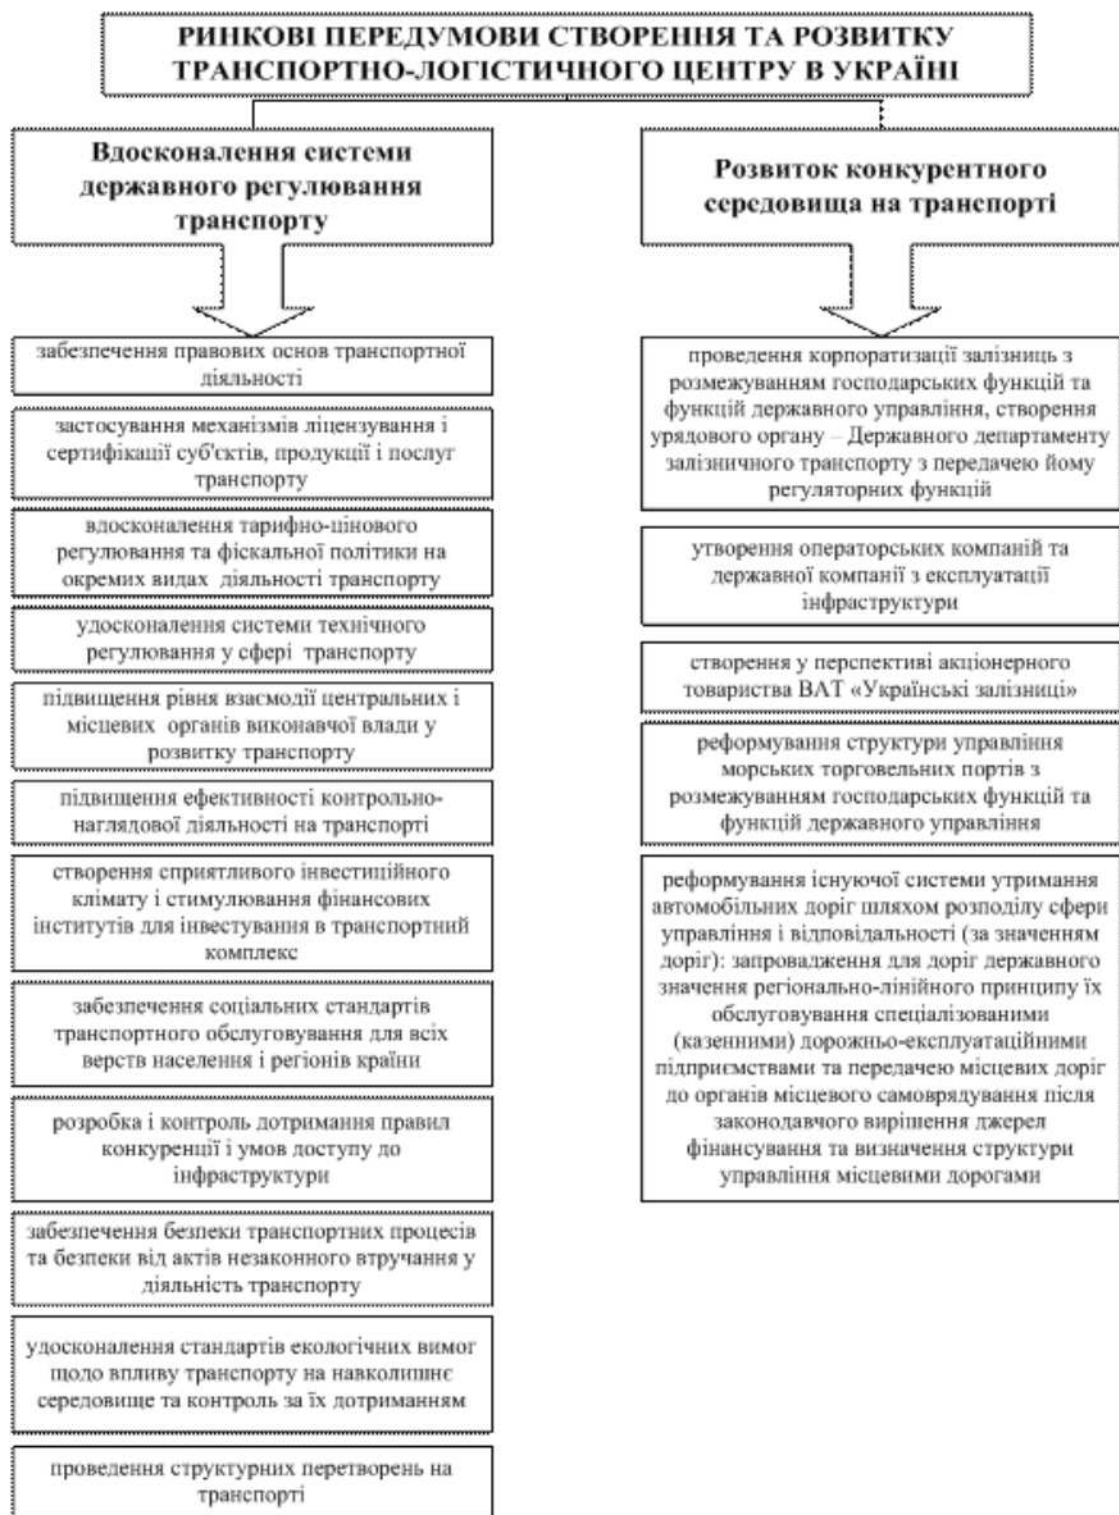 РИНКОВІ ПЕРЕДУМОВИ СТВОРЕННЯ ТА РОЗВИТКУ
ТРАНСПОРТНО-ЛОГІСТИЧНОГО ЦЕНТРУ В УКРАЇНІ
Вдосконалення системи
державного регулювання
транспорту
забезпечення правових основ транспортної
діяльності
застосування механізмів ліцензування і
сертифікації суб'єктів, продукції і послуг
транспорту
вдосконалення тарифно-цінового
регулювання та фіскальної політики на
окремих видах діяльності транспорту
удосконалення системи технічного
регулювання у сфері транспорту
підвищення рівня взаємодії центральних і
місцевих органів виконавчої влади у
розвитку транспорту
підвищення ефективності контрольно-
наглядової діяльності на транспорті
створення сприятливого інвестиційного
клімату і стимулювання фінансових
інститутів для інвестування в транспортний
комплекс
забезпечення соціальних стандартів
транспортного обслуговування для всіх
верств населення і регіонів країни
розробка і контроль дотримання правил
конкуренції і умов доступу до
інфраструктури
забезпечення безпеки транспортних процесів
та безпеки від актів незаконного втручання у
діяльність транспорту
удосконалення стандартів екологічних вимог
щодо впливу транспорту на навколишнє
середовище та контроль за їх дотриманням
проведення структурних перетворень на
транспорті
Розвиток конкурентного
середовища на транспорті
проведення корпоратизації залізниць з
розмежуванням господарських функцій та
функцій державного управління, створення
урядового органу – Державного департаменту
залізничного транспорту з передачею йому
регуляторних функцій
утворення операторських компаній та
державної компанії з експлуатації
інфраструктури
створення у перспективі акціонерного
товариства ВАТ «Українські залізниці»
реформування структури управління
морських торговельних портів з
розмежуванням господарських функцій та
функцій державного управління
реформування існуючої системи утримання
автомобільних доріг шляхом розподілу сфери
управління і відповідальності (за значенням
доріг): запровадження для доріг державного
значення регіонально-лінійного принципу їх
обслуговування спеціалізованими
(казенними) дорожньо-експлуатаційними
підприємствами та передачею місцевих доріг
до органів місцевого самоврядування після
законодавчого вирішення джерел
фінансування та визначення структури
управління місцевими дорогами